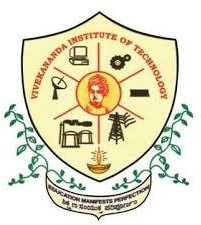 VIVEKANANDA INSTITUTE OF TECHNOLOGY
EDUCATION MANIFESTS PERFECTION